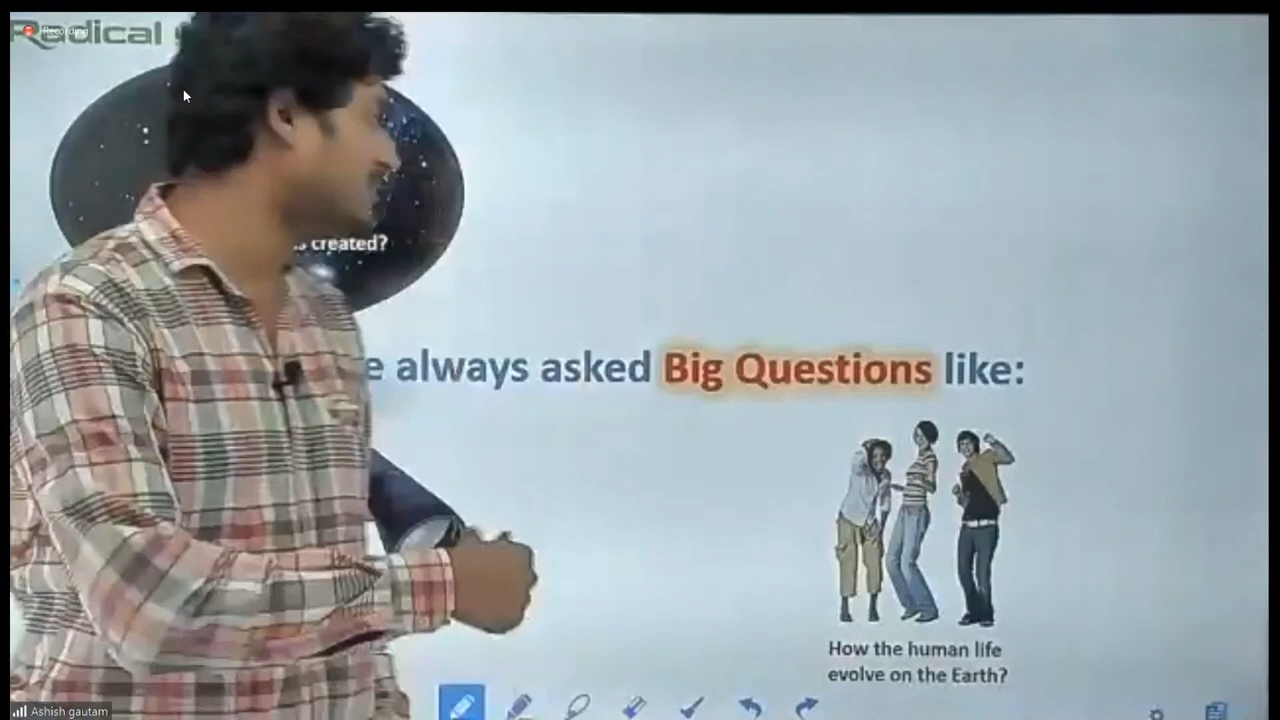 Radical
Recording
created?
always asked Big Questions like:
How the human life
evolve on the Earth?
Ashish gautam